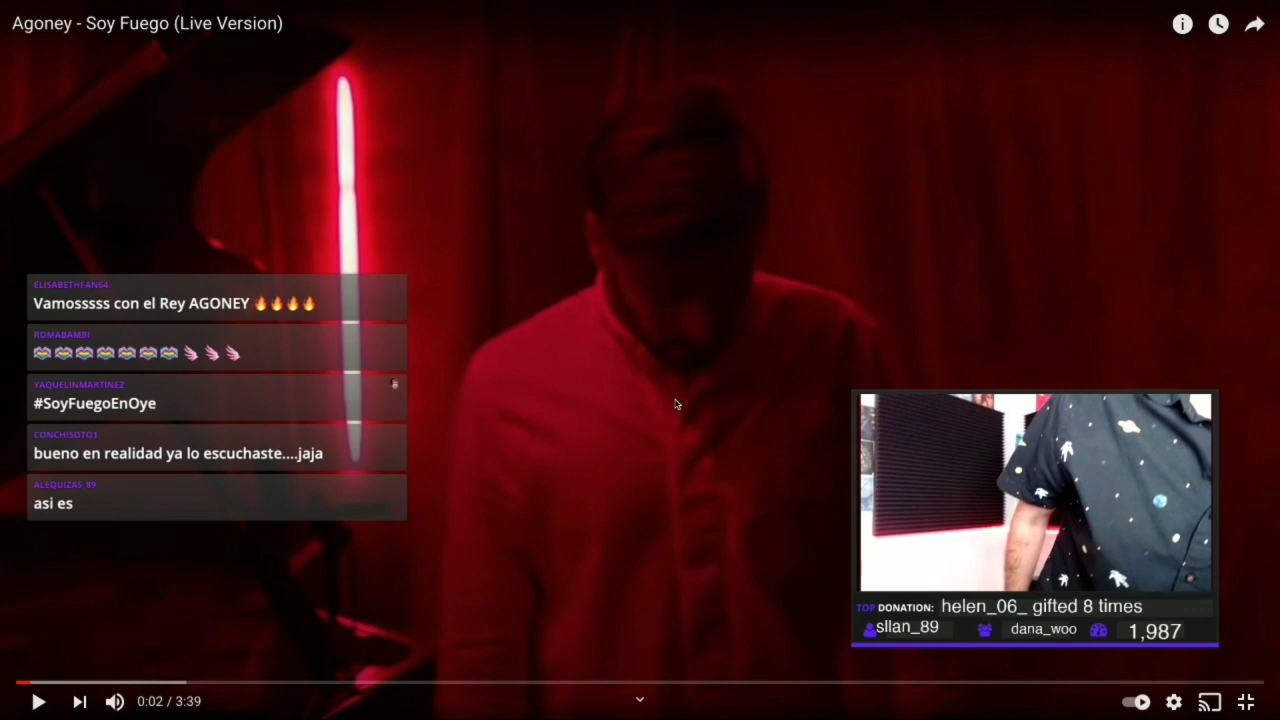 Agoney - Soy Fuego (Live Version)
ELISABETHFAN64
Vamosssss con el Rey AGONEY 🔥🔥🔥🔥
ROMABAMBI
YAQUELINMARTINEZ
#SoyFuegoEnOye
CONCHISOTO1
bueno en realidad ya lo escuchaste....jaja
ALEQUIZAS_89
asi es
TOP DONATION: helen_06_ gifted 8 times
sllan_89 dana_woo 1,987
0:02 / 3:39